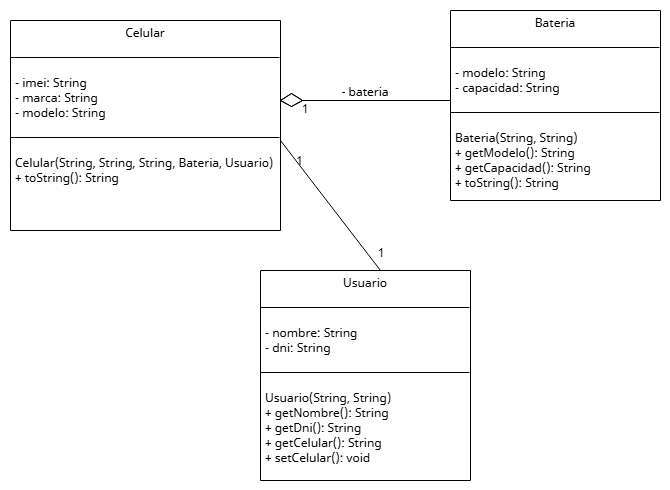 Celular
- imei: String
- marca: String
- modelo: String
Celular(String, String, String, Bateria, Usuario)
+ toString(): String
1
- bateria
Bateria
- modelo: String
- capacidad: String
Bateria(String, String)
+ getModelo(): String
+ getCapacidad(): String
+ toString(): String
1
1
Usuario
- nombre: String
- dni: String
Usuario(String, String)
+ getNombre(): String
+ getDni(): String
+ getCelular(): String
+ setCelular(): void